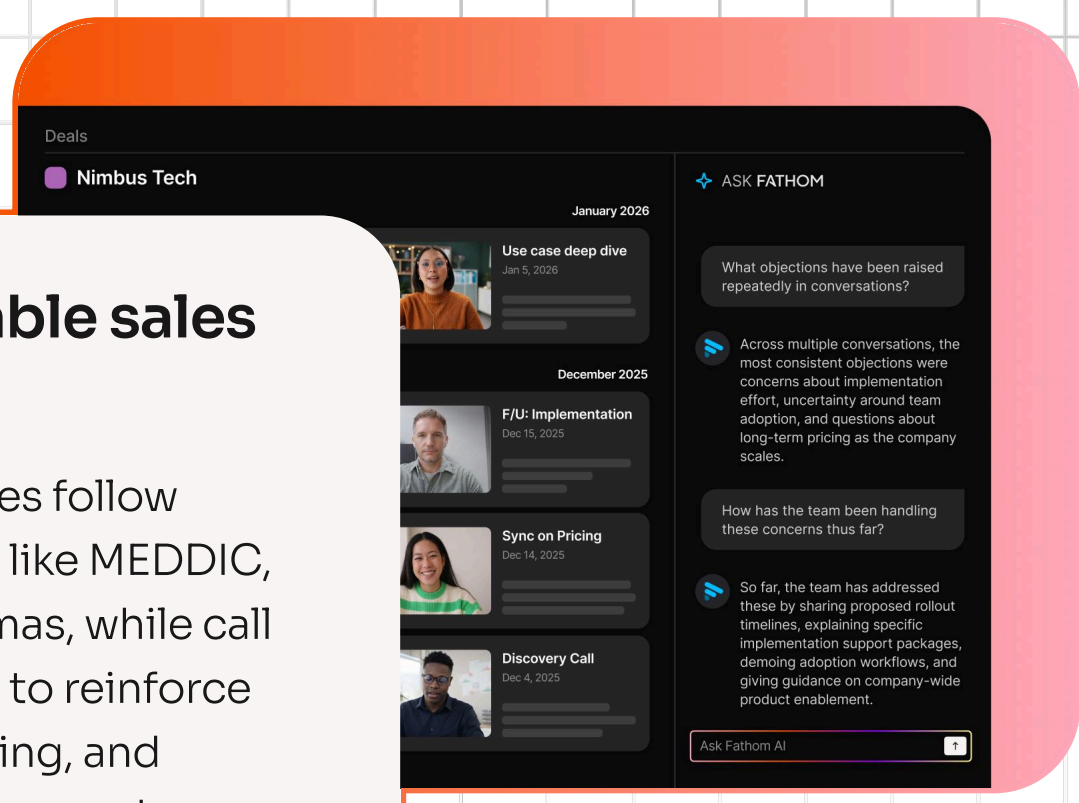 Deals
Nimbus Tech
January 2026
Use case deep dive
Jan 5, 2026
December 2025
F/U: Implementation
Dec 15, 2025
Sync on Pricing
Dec 14, 2025
Discovery Call
Dec 4, 2025
ASK FATHOM
What objections have been raised
repeatedly in conversations?
Across multiple conversations, the
most consistent objections were
concerns about implementation
effort, uncertainty around team
adoption, and questions about
long-term pricing as the company
scales.
How has the team been handling
these concerns thus far?
So far, the team has addressed
these by sharing proposed rollout
timelines, explaining specific
implementation support packages,
demoing adoption workflows, and
giving guidance on company-wide
product enablement.
Ask Fathom AI
able sales
es follow
like MEDDIC,
mas, while call
to reinforce
ing, and